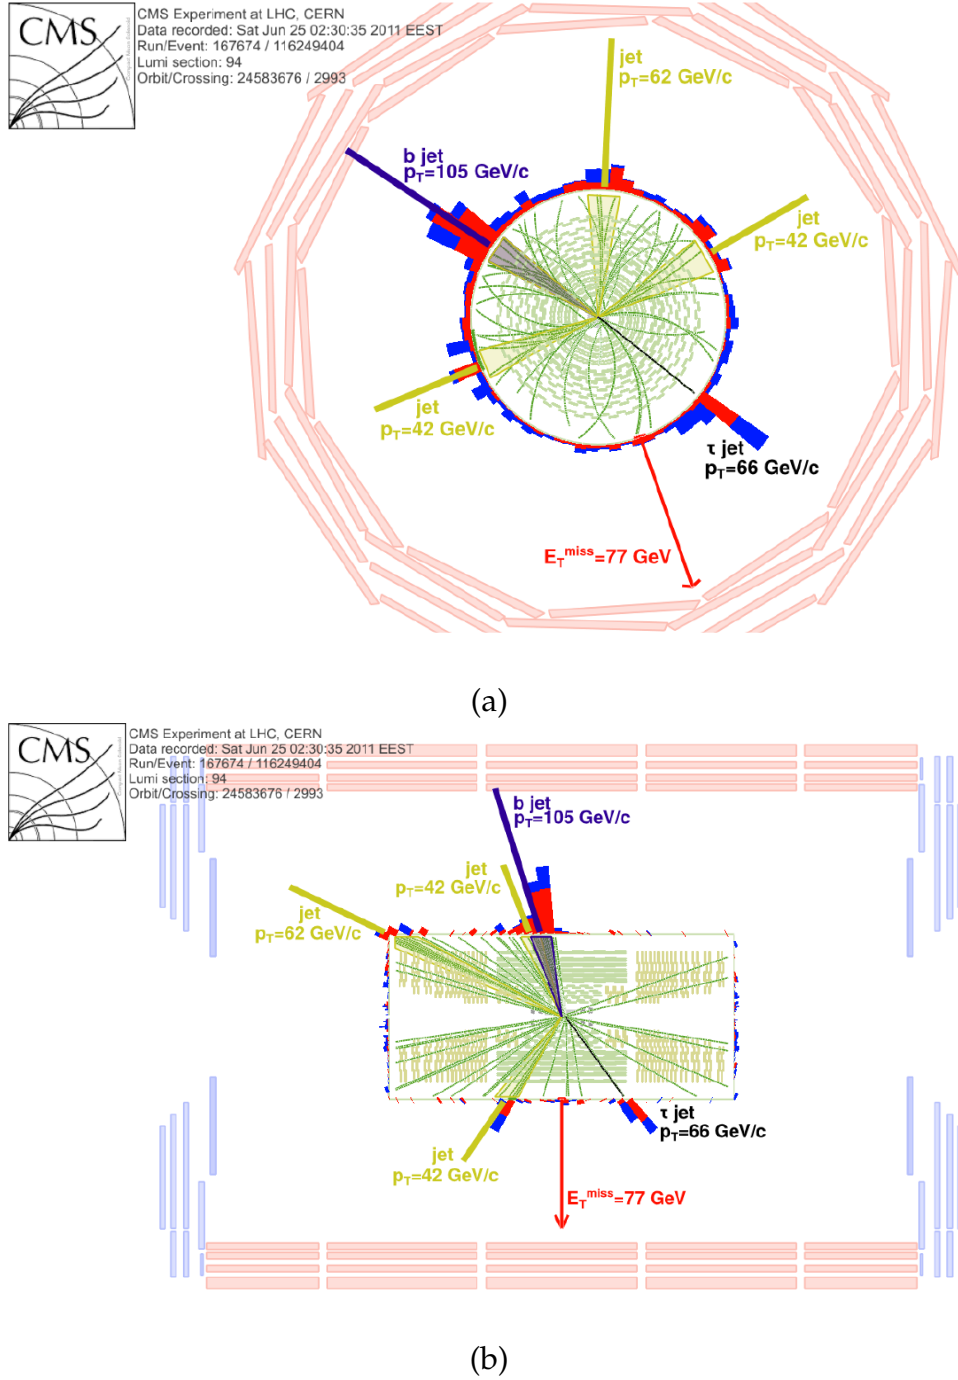 CMS
CMS Experiment at LHC, CERN
Data recorded: Sat Jun 25 02:30:35 2011 EEST
Run/Event: 167674 / 116249404
Lumi section: 94
Orbit/Crossing: 24583676 / 2993
jet
pT=62 GeV/c
b jet
pT=105 GeV/c
jet
pT=42 GeV/c
jet
pT=42 GeV/c
τ jet
pT=66 GeV/c
ETmiss=77 GeV
(a)
CMS
CMS Experiment at LHC, CERN
Data recorded: Sat Jun 25 02:30:35 2011 EEST
Run/Event: 167674 / 116249404
Lumi section: 94
Orbit/Crossing: 24583676 / 2993
b jet
pT=105 GeV/c
jet
pT=42 GeV/c
jet
pT=62 GeV/c
τ jet
pT=66 GeV/c
jet
pT=42 GeV/c
ETmiss=77 GeV
(b)